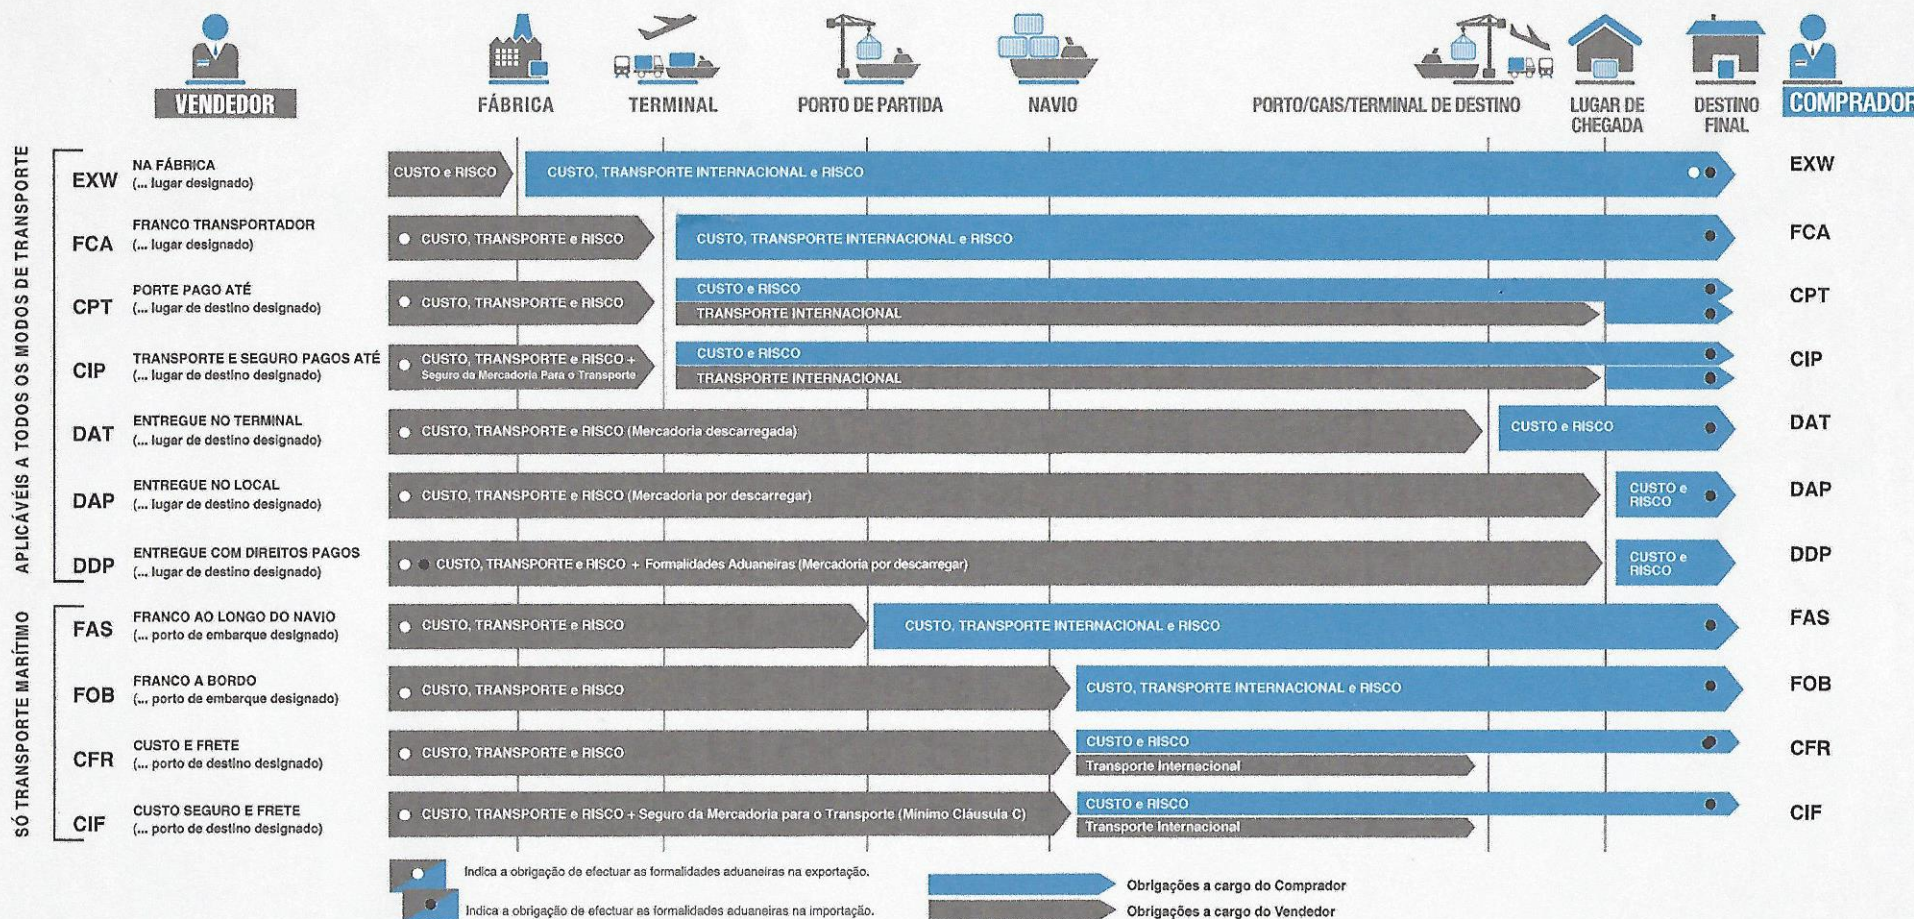 VENDEDOR
FÁBRICA
TERMINAL
PORTO DE PARTIDA
NAVIO
PORTO/CAIS/TERMINAL DE DESTINO
LUGAR DE
CHEGADA
DESTINO
FINAL
COMPRADOR
APLICÁVEIS A TODOS OS MODOS DE TRANSPORTE
EXW
NA FÁBRICA
(... lugar designado)
CUSTO e RISCO
CUSTO, TRANSPORTE INTERNACIONAL e RISCO
EXW
FCA
FRANCO TRANSPORTADOR
(... lugar designado)
CUSTO, TRANSPORTE e RISCO
CUSTO, TRANSPORTE INTERNACIONAL e RISCO
FCA
CPT
PORTE PAGO ATÉ
(... lugar de destino designado)
CUSTO, TRANSPORTE e RISCO
CUSTO e RISCO
TRANSPORTE INTERNACIONAL
CPT
CIP
TRANSPORTE E SEGURO PAGOS ATÉ
(... lugar de destino designado)
CUSTO, TRANSPORTE e RISCO +
Seguro da Mercadoria Para o Transporte
CUSTO e RISCO
TRANSPORTE INTERNACIONAL
CIP
DAT
ENTREGUE NO TERMINAL
(... lugar de destino designado)
CUSTO, TRANSPORTE e RISCO (Mercadoria descarregada)
CUSTO e RISCO
DAT
DAP
ENTREGUE NO LOCAL
(... lugar de destino designado)
CUSTO, TRANSPORTE e RISCO (Mercadoria por descarregar)
CUSTO e
RISCO
DAP
DDP
ENTREGUE COM DIREITOS PAGOS
(... lugar de destino designado)
CUSTO, TRANSPORTE e RISCO + Formalidades Aduaneiras (Mercadoria por descarregar)
CUSTO e
RISCO
DDP
SÓ TRANSPORTE MARÍTIMO
FAS
FRANCO AO LONGO DO NAVIO
(... porto de embarque designado)
CUSTO, TRANSPORTE e RISCO
CUSTO, TRANSPORTE INTERNACIONAL e RISCO
FAS
FOB
FRANCO A BORDO
(... porto de embarque designado)
CUSTO, TRANSPORTE e RISCO
CUSTO, TRANSPORTE INTERNACIONAL e RISCO
FOB
CFR
CUSTO E FRETE
(... porto de destino designado)
CUSTO, TRANSPORTE e RISCO
CUSTO e RISCO
Transporte Internacional
CFR
CIF
CUSTO SEGURO E FRETE
(... porto de destino designado)
CUSTO, TRANSPORTE e RISCO + Seguro da Mercadoria para o Transporte (Mínimo Cláusula C)
CUSTO e RISCO
Transporte Internacional
CIF
Indica a obrigação de efectuar as formalidades aduaneiras na exportação.
Indica a obrigação de efectuar as formalidades aduaneiras na importação.
Obrigações a cargo do Comprador
Obrigações a cargo do Vendedor